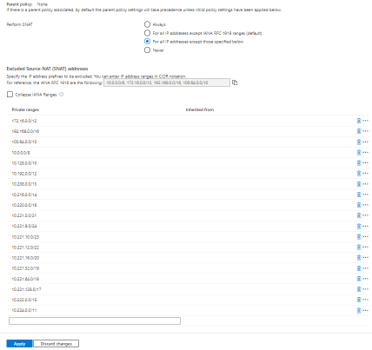 Parent policy None
If there is a parent policy associated, by default the parent policy settings will take precedence unless child policy settings have been applied below.
Perform SNAT
Always
For all IP addresses except IANA RFC 1918 ranges (default)
For all IP addresses except those specified below
Never
Excluded Source NAT (SNAT) addresses
Specify the IP address prefixes to be excluded. You can enter IP address ranges in CIDR notation.
For reference, the IANA RFC 1918 are the following: 10.0.0.0/8, 172.16.0.0/12, 192.168.0.0/16, 100.64.0.0/10
Collapse IANA Ranges
Private ranges Inherited from
172.16.0.0/12
192.168.0.0/16
100.64.0.0/10
10.0.0.0/8
10.128.0.0/10
10.192.0.0/12
10.208.0.0/13
10.216.0.0/14
10.220.0.0/16
10.221.0.0/21
10.221.8.0/23
10.221.10.0/23
10.221.12.0/22
10.221.16.0/20
10.221.32.0/19
10.221.64.0/18
10.221.128.0/17
10.222.0.0/15
10.224.0.0/11
Apply Discard changes